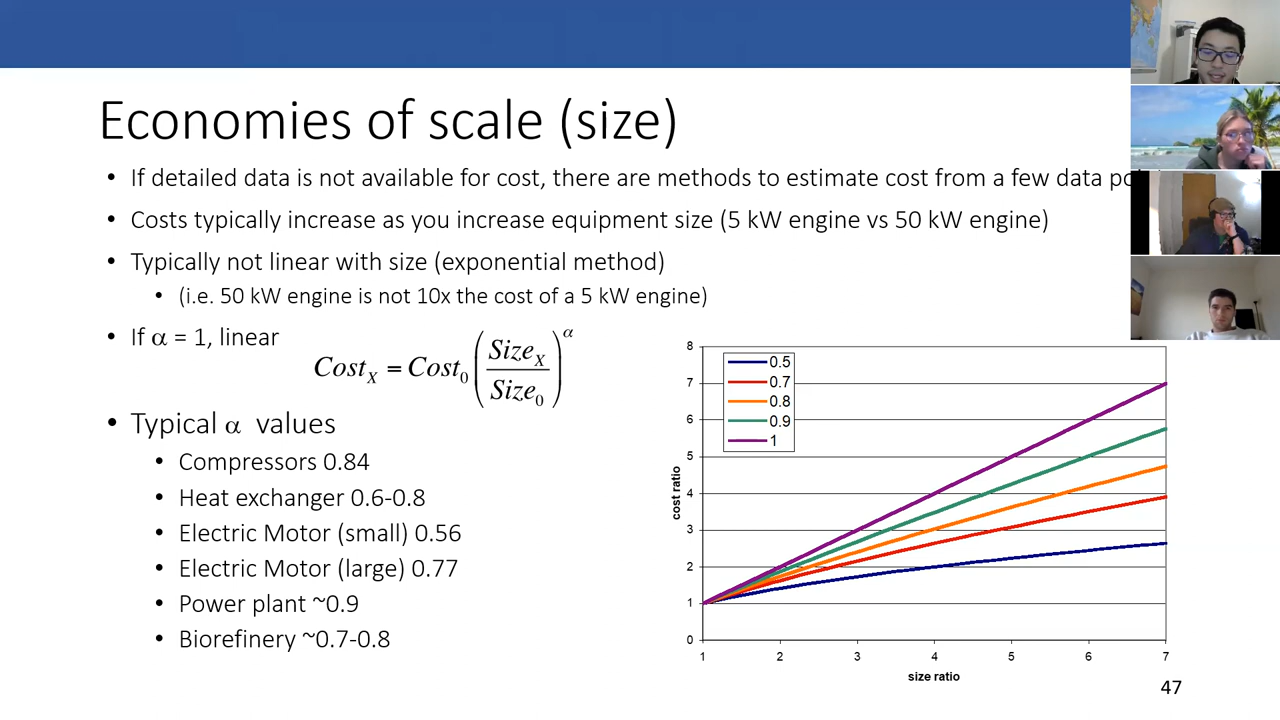 Economies of scale (size)
• If detailed data is not available for cost, there are methods to estimate cost from a few data
• Costs typically increase as you increase equipment size (5 kW engine vs 50 kW engine)
• Typically not linear with size (exponential method)
• (i.e. 50 kW engine is not 10x the cost of a 5 kW engine)
• If α = 1, linear
Cost_X = Cost_0 (Size_X / Size_0)^α
• Typical α values
• Compressors 0.84
• Heat exchanger 0.6-0.8
• Electric Motor (small) 0.56
• Electric Motor (large) 0.77
• Power plant ~0.9
• Biorefinery ~0.7-0.8
8
7
6
5
4
3
2
1
0
cost ratio
0.5
0.7
0.8
0.9
1
1 2 3 4 5 6 7
size ratio
47